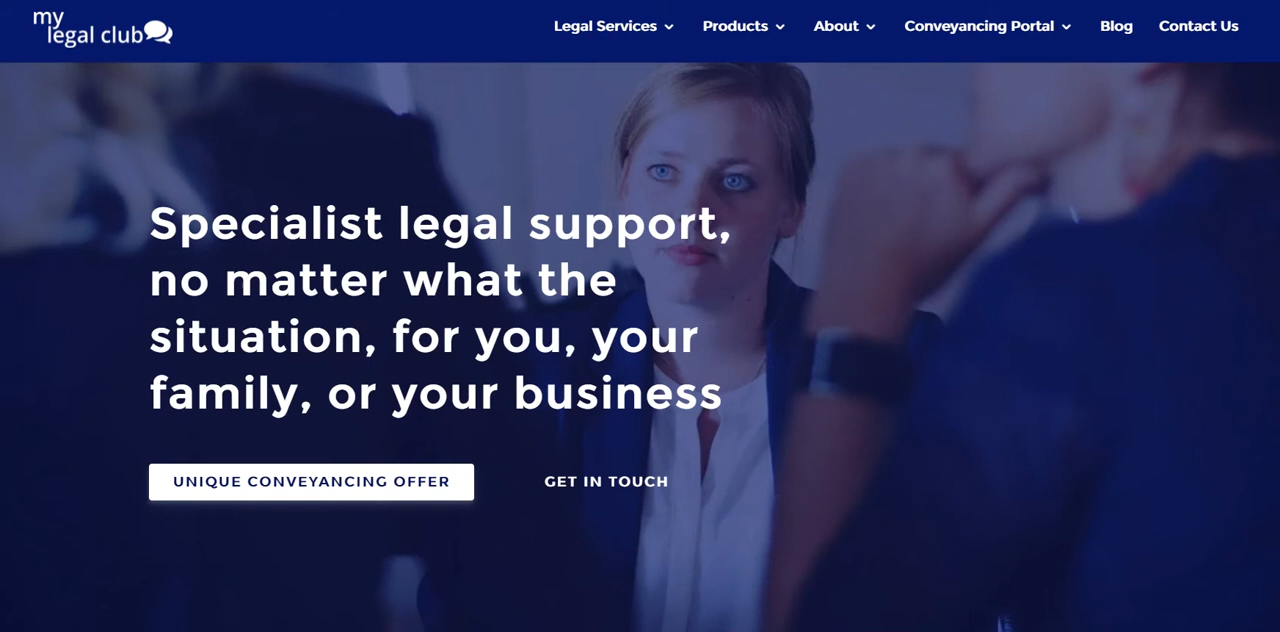 my
legal club
Legal Services
Products
About
Conveyancing Portal
Blog
Contact Us
Specialist legal support,
no matter what the
situation, for you, your
family, or your business
UNIQUE CONVEYANCING OFFER
GET IN TOUCH